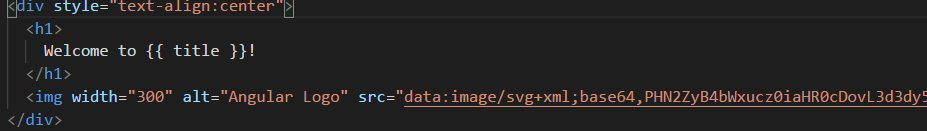 <div style="text-align:center">
<h1>
Welcome to {{ title }}!
</h1>
<img width="300" alt="Angular Logo" src="data:image/svg+xml;base64,PHN2ZyB4bWxucz0iaHR0cDovL3d3dy5
</div>